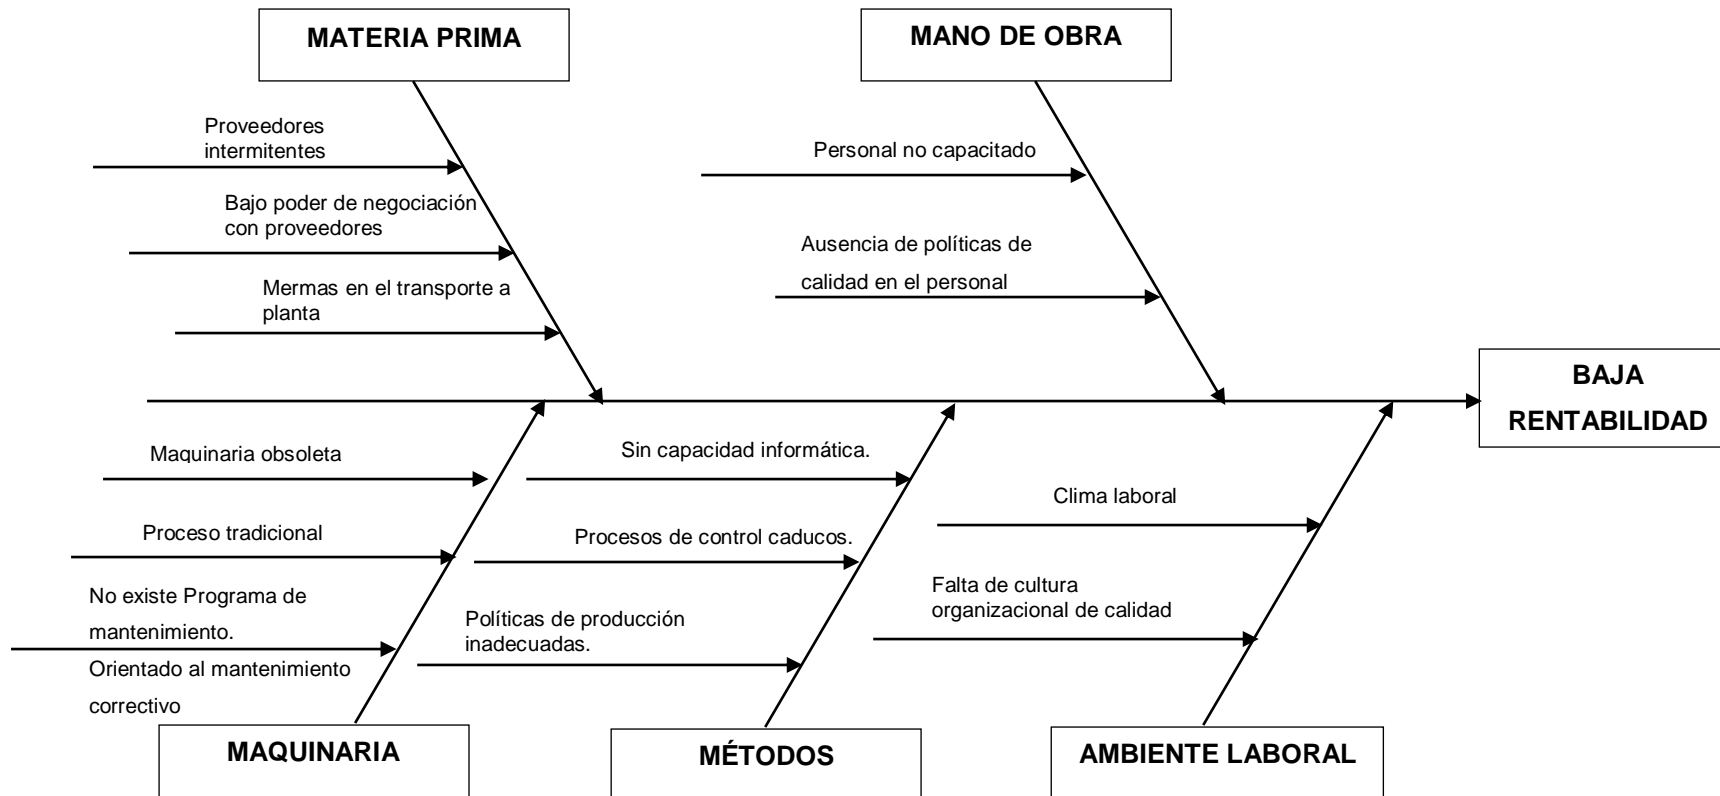 MATERIA PRIMA
MANO DE OBRA
Proveedores
intermitentes
Personal no capacitado
Bajo poder de negociación
con proveedores
Ausencia de políticas de
calidad en el personal
Mermas en el transporte a
planta
BAJA
RENTABILIDAD
Maquinaria obsoleta
Sin capacidad informática.
Clima laboral
Proceso tradicional
Procesos de control caducos.
No existe Programa de
mantenimiento.
Orientado al mantenimiento
correctivo
Políticas de producción
inadecuadas.
Falta de cultura
organizacional de calidad
MAQUINARIA
MÉTODOS
AMBIENTE LABORAL